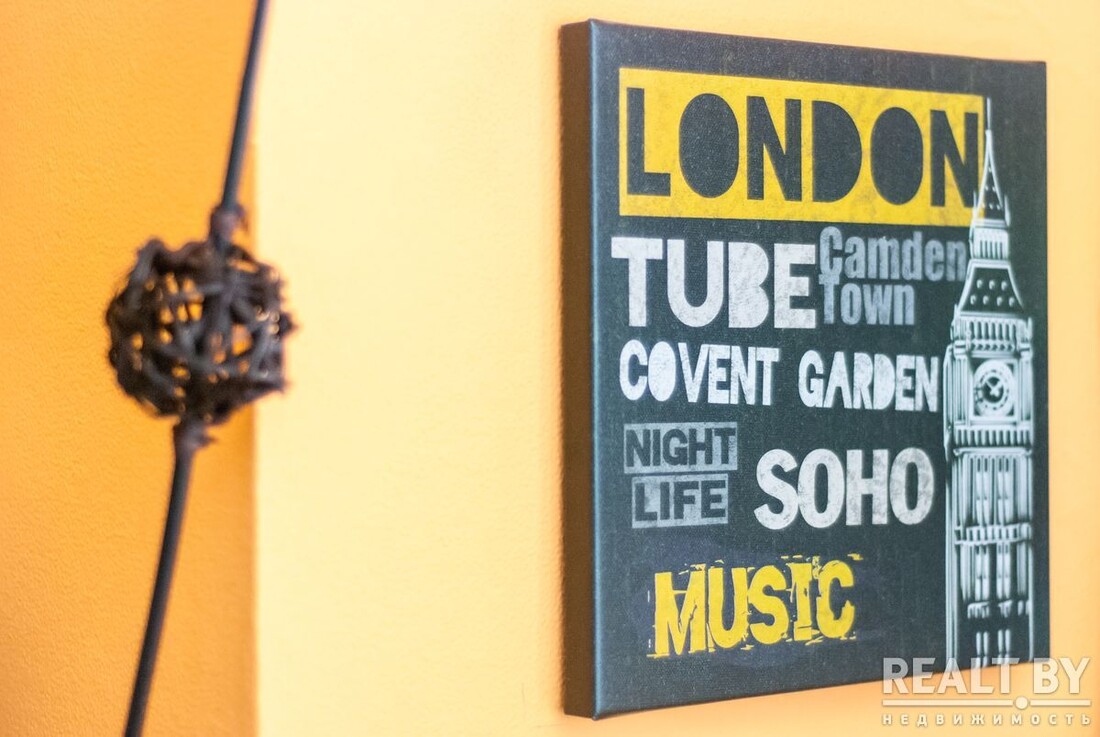 LONDON
TUBE
Camden
Town
COVENT GARDEN
NIGHT
LIFE
SOHO
MUSIC
REALT.BY
НЕДВИЖИМОСТЬ